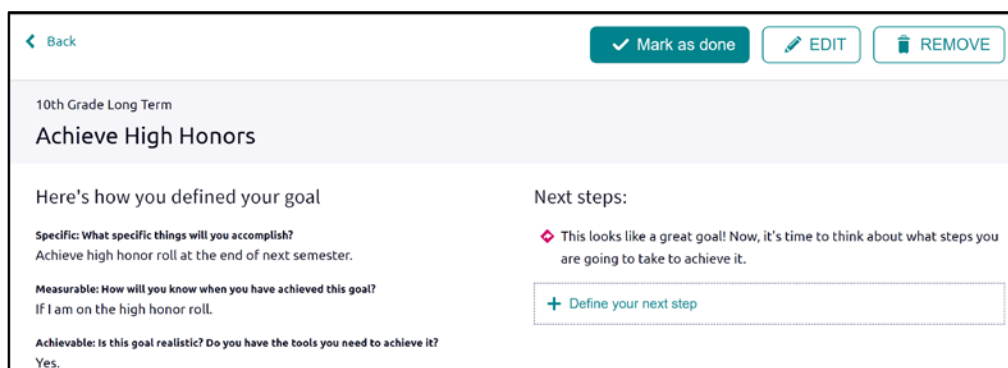 Back
Mark as done
EDIT
REMOVE
10th Grade Long Term
Achieve High Honors
Here's how you defined your goal
Specific: What specific things will you accomplish?
Achieve high honor roll at the end of next semester.
Measurable: How will you know when you have achieved this goal?
If I am on the high honor roll.
Achievable: Is this goal realistic? Do you have the tools you need to achieve it?
Yes.
Next steps:
This looks like a great goal! Now, it's time to think about what steps you
are going to take to achieve it.
Define your next step